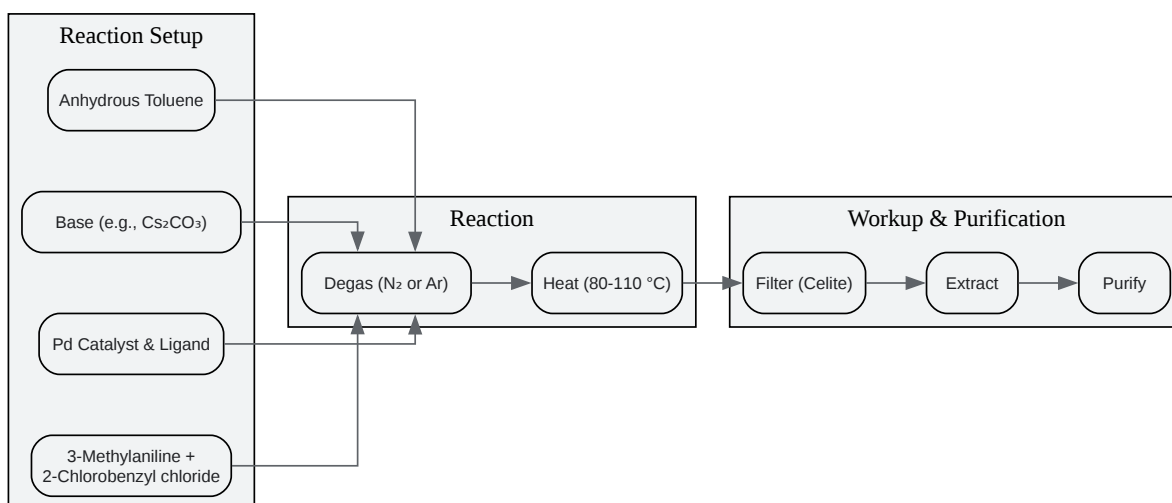 Reaction Setup
Anhydrous Toluene
Base (e.g., Cs₂CO₃)
Pd Catalyst & Ligand
3-Methylaniline +
2-Chlorobenzyl chloride
Reaction
Degas (N₂ or Ar)
Heat (80-110 °C)
Workup & Purification
Filter (Celite)
Extract
Purify